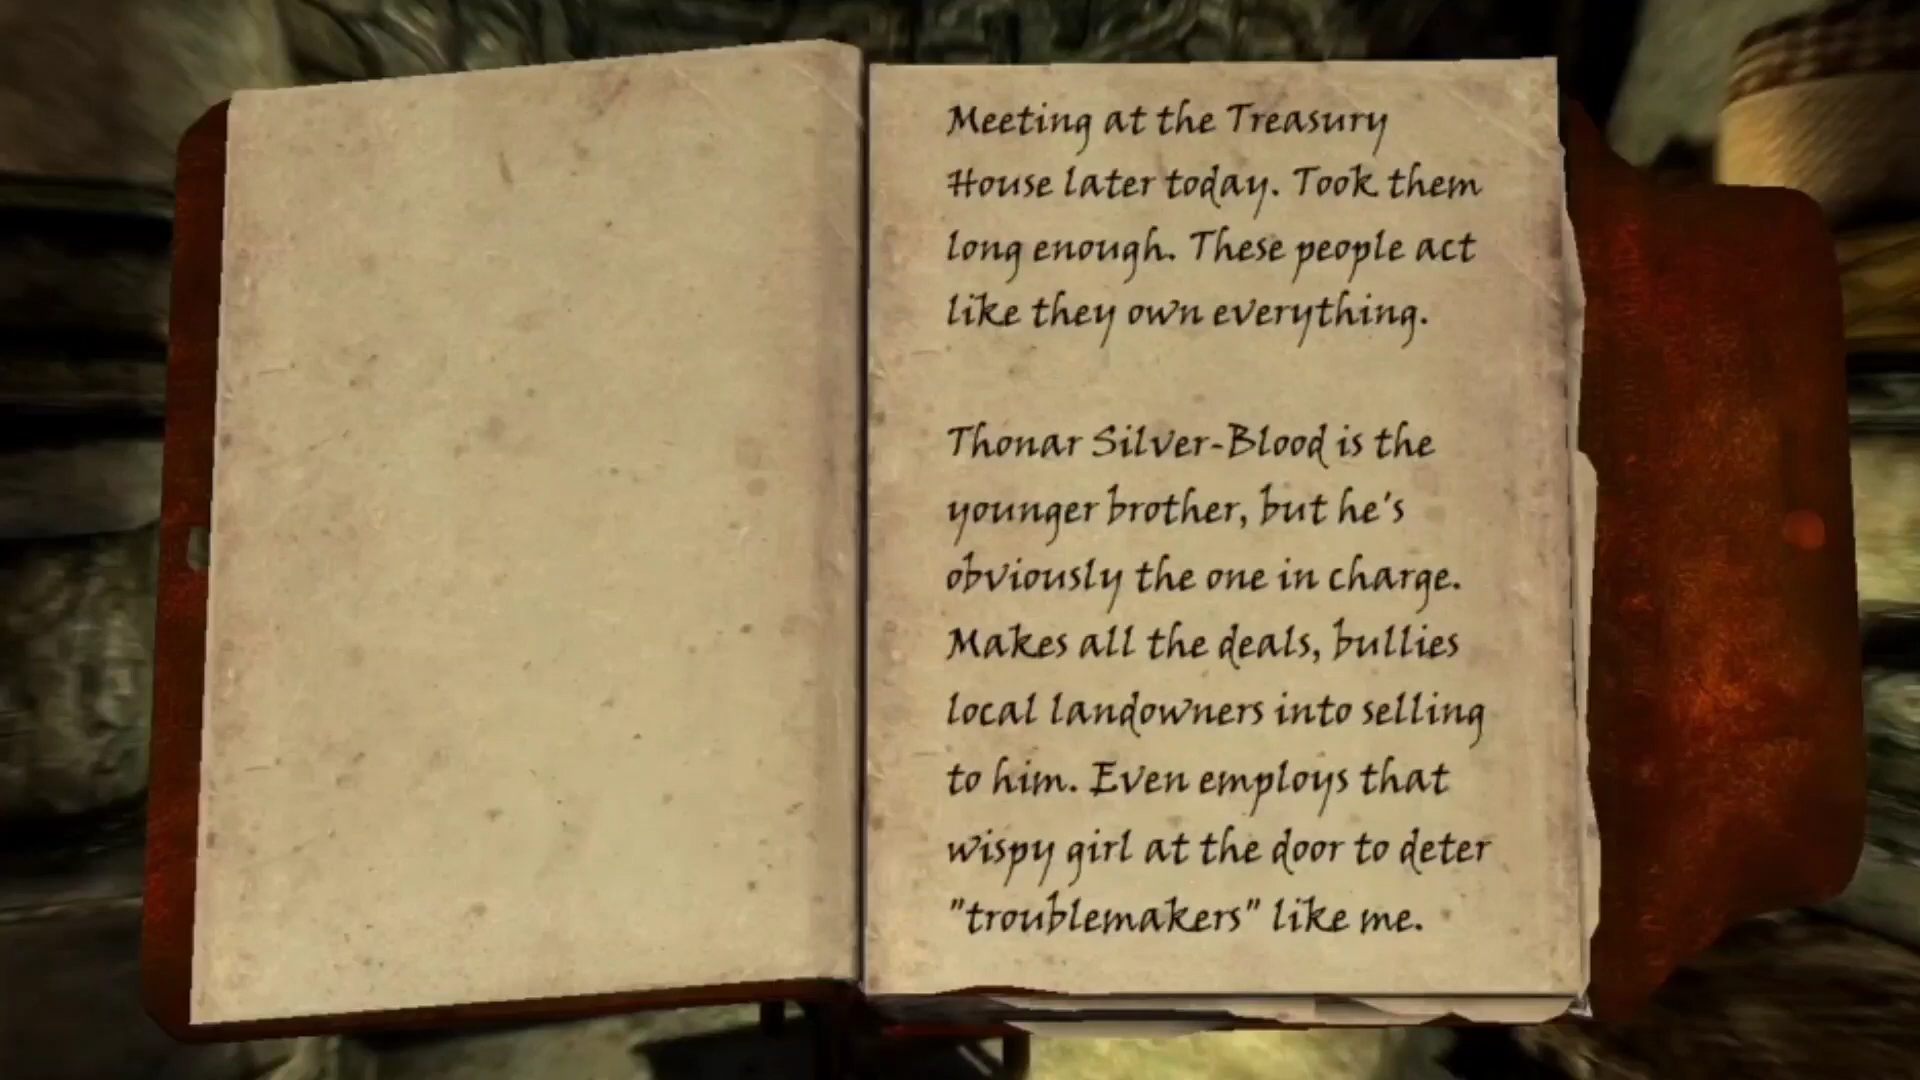 Meeting at the Treasury
House later today. Took them
long enough. These people act
like they own everything.
Thonar Silver-Blood is the
younger brother, but he's
obviously the one in charge.
Makes all the deals, bullies
local landowners into selling
to him. Even employs that
wispy girl at the door to deter
"troublemakers" like me.